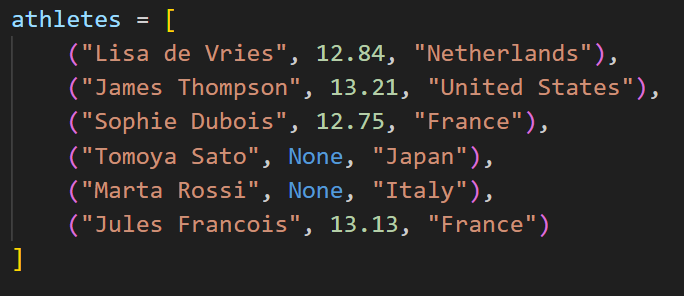 athletes = [
    ("Lisa de Vries", 12.84, "Netherlands"),
    ("James Thompson", 13.21, "United States"),
    ("Sophie Dubois", 12.75, "France"),
    ("Tomoya Sato", None, "Japan"),
    ("Marta Rossi", None, "Italy"),
    ("Jules Francois", 13.13, "France")
]